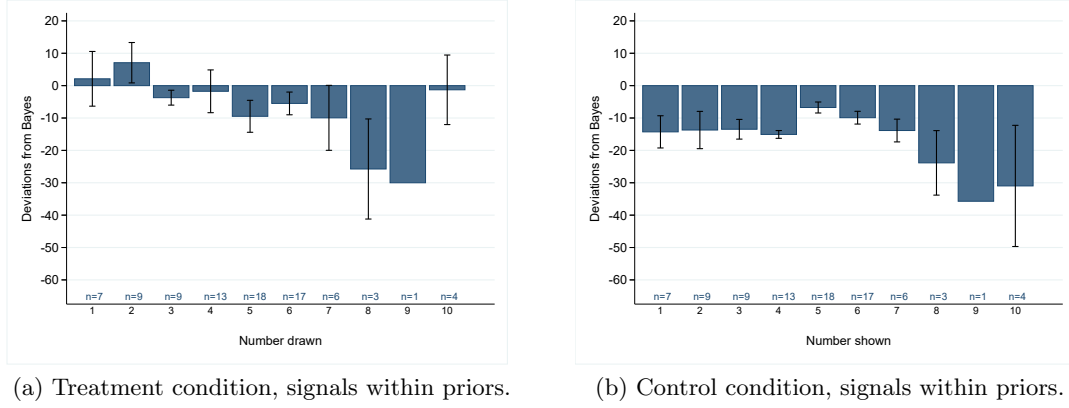 20
10
0
-10
-20
-30
-40
-50
-60
Deviations from Bayes
n=7 n=9 n=9 n=13 n=18 n=17 n=6 n=3 n=1 n=4
1 2 3 4 5 6 7 8 9 10
Number drawn
(a) Treatment condition, signals within priors.
20
10
0
-10
-20
-30
-40
-50
-60
Deviations from Bayes
n=7 n=9 n=9 n=13 n=18 n=17 n=6 n=3 n=1 n=4
1 2 3 4 5 6 7 8 9 10
Number shown
(b) Control condition, signals within priors.